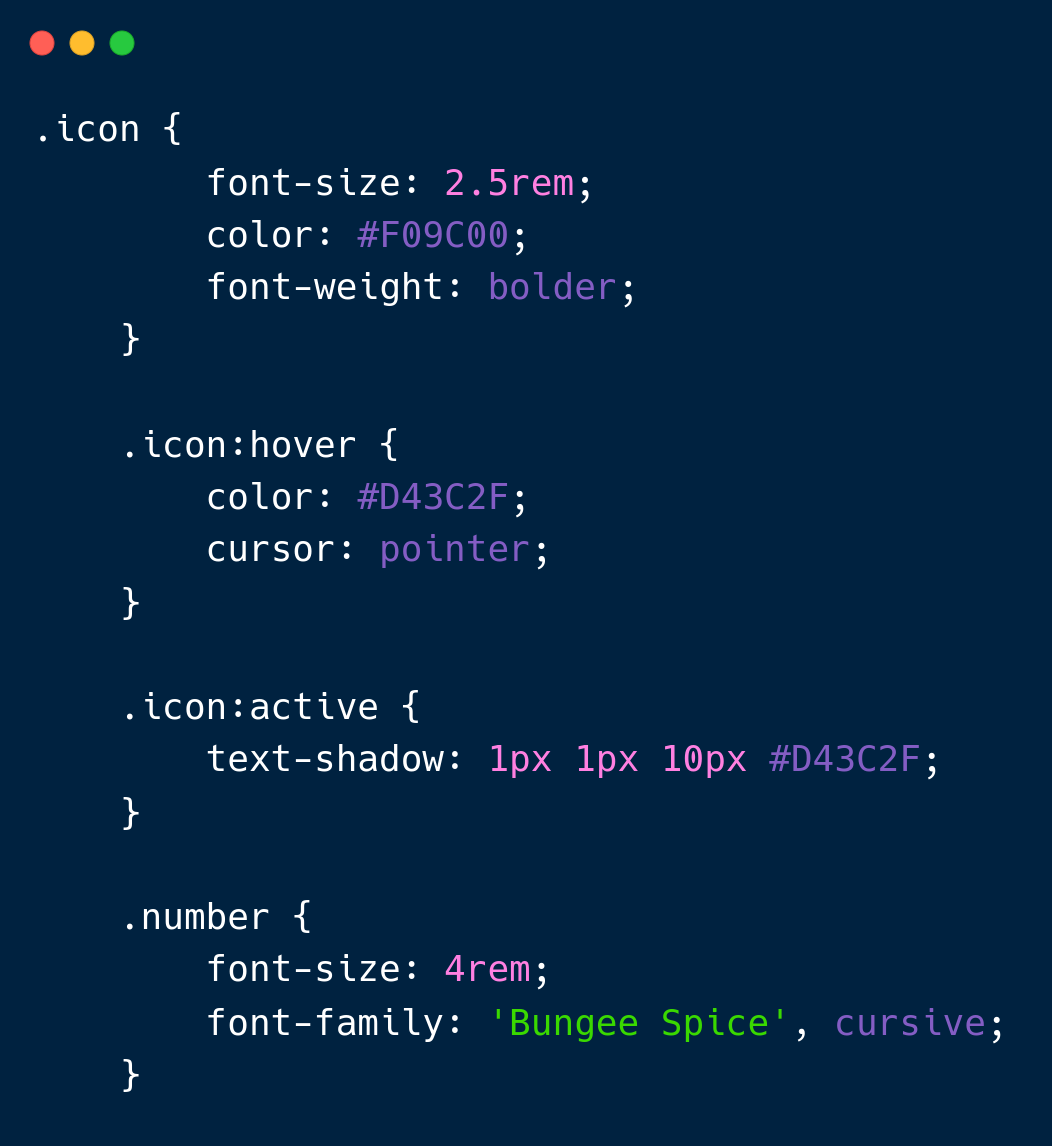 .icon {
        font-size: 2.5rem;
        color: #F09C00;
        font-weight: bolder;
    }

    .icon:hover {
        color: #D43C2F;
        cursor: pointer;
    }

    .icon:active {
        text-shadow: 1px 1px 10px #D43C2F;
    }

    .number {
        font-size: 4rem;
        font-family: 'Bungee Spice', cursive;
    }